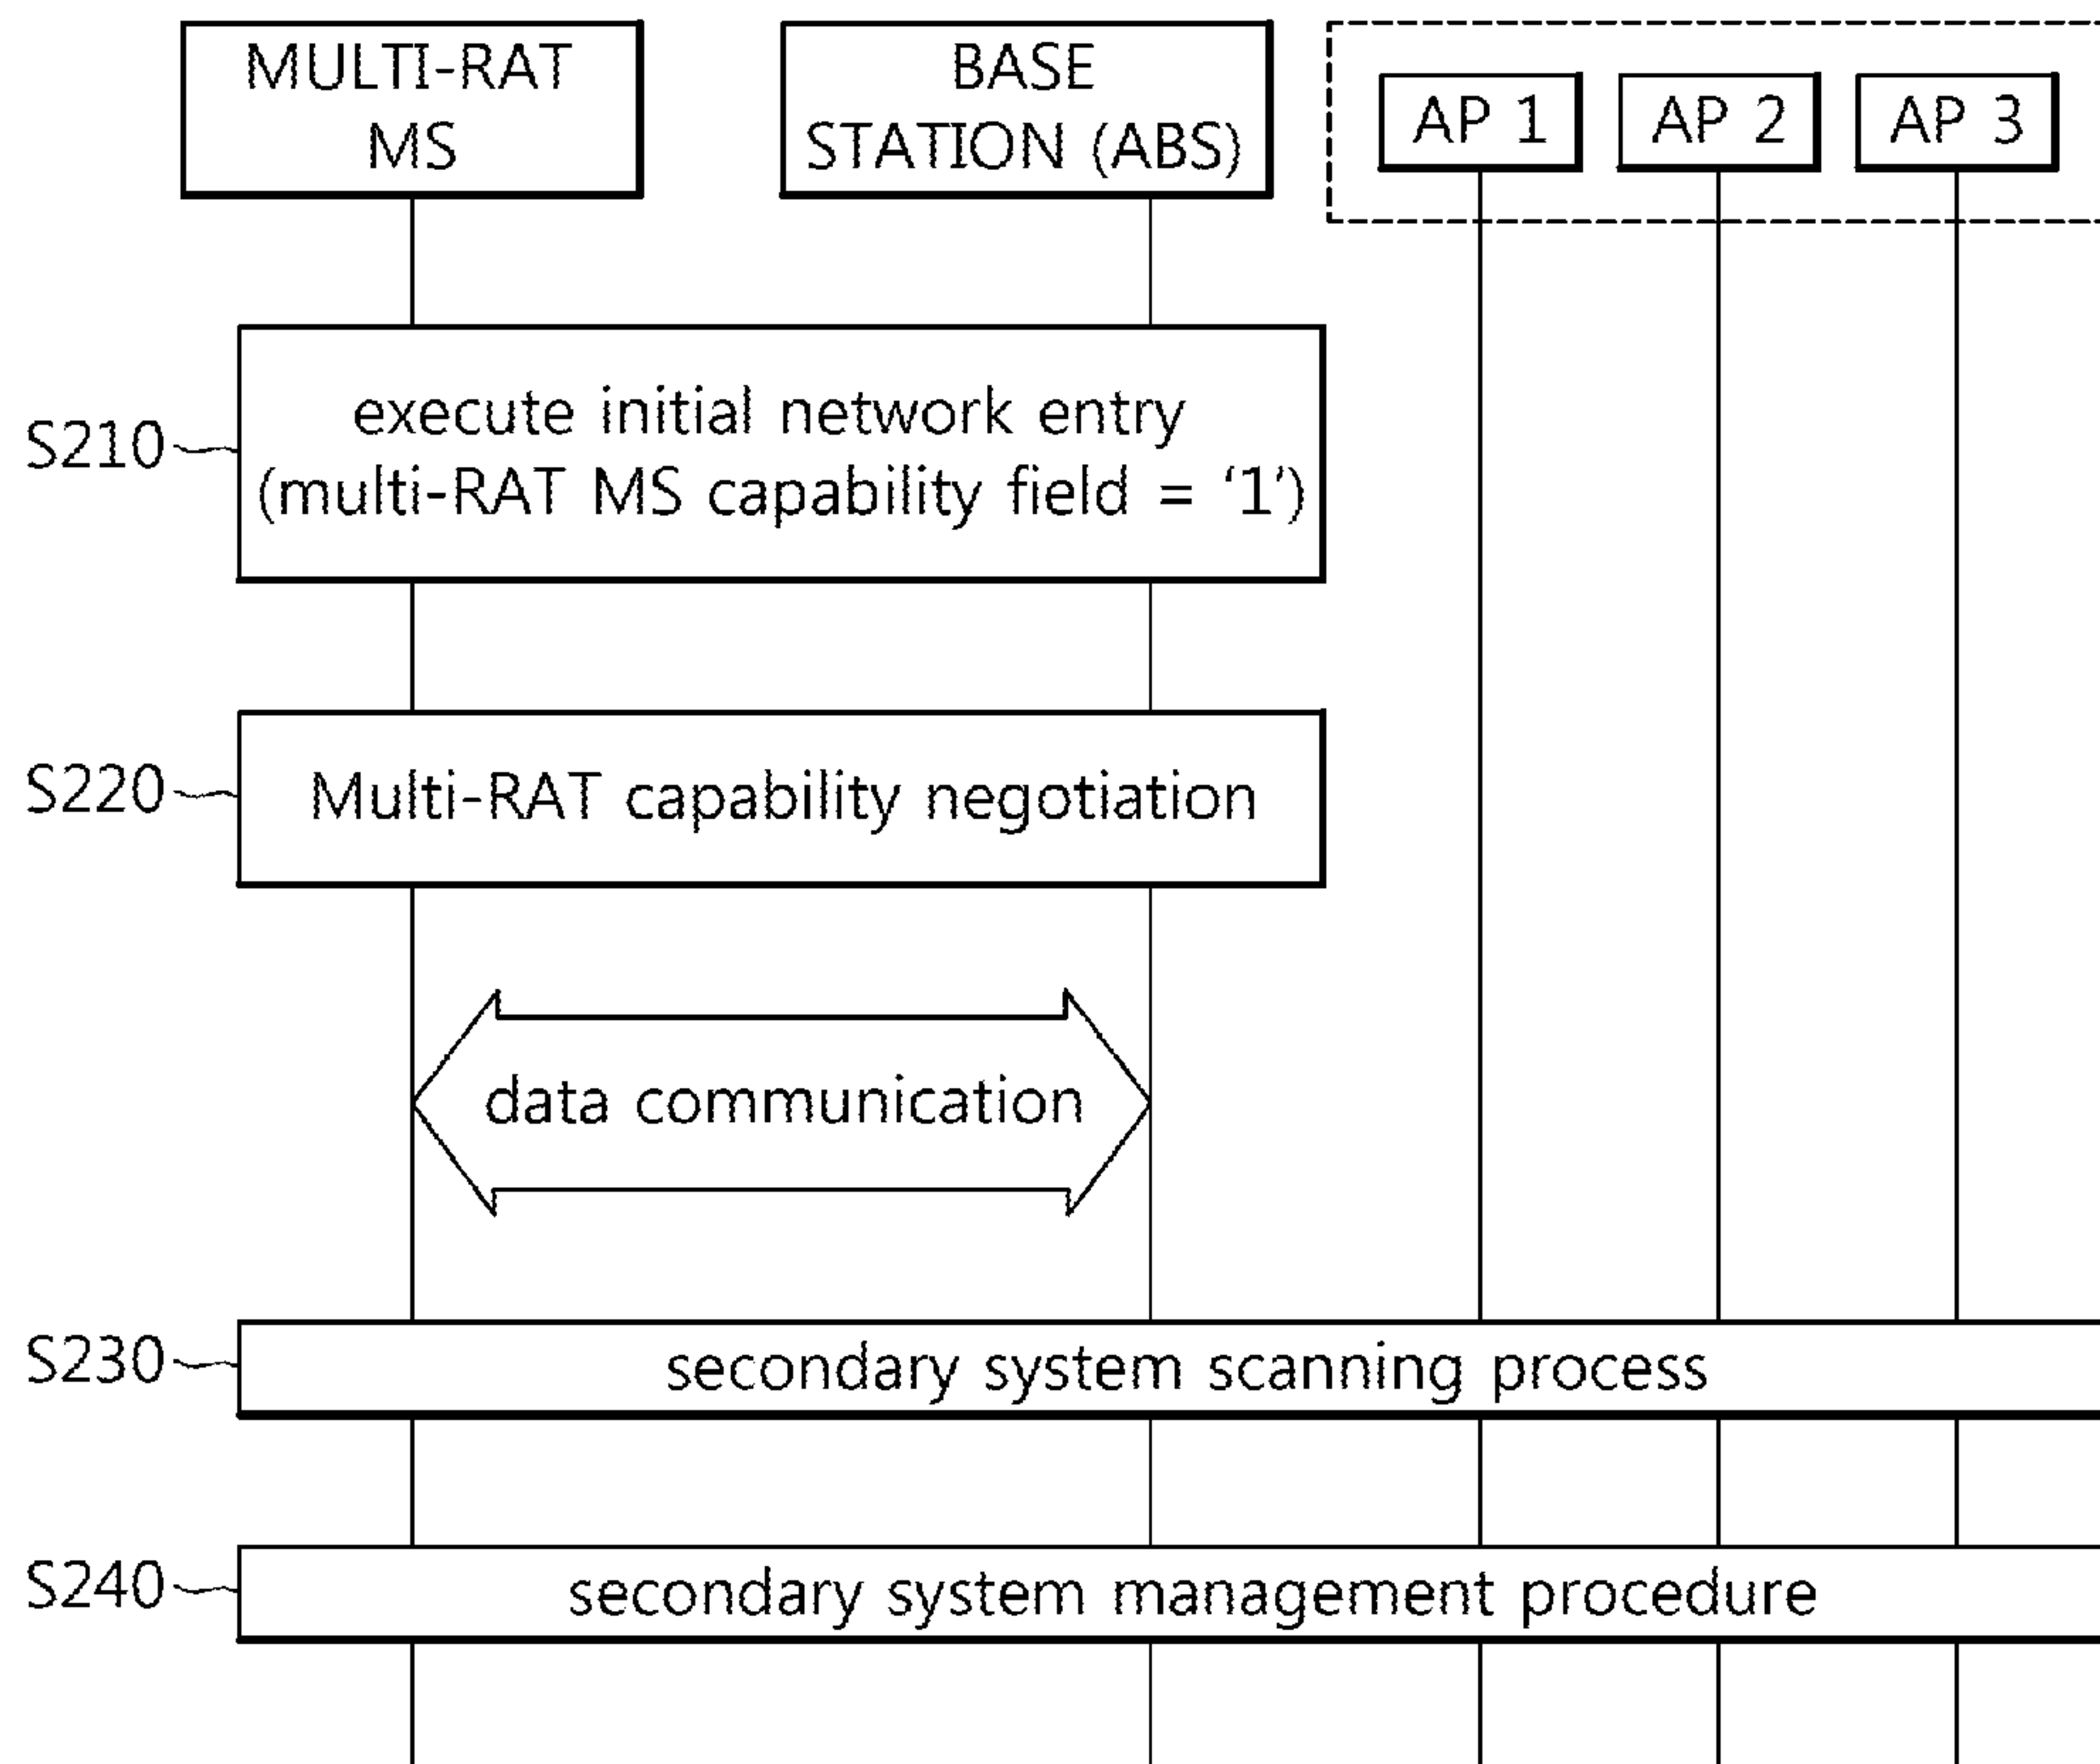 MULTI-RAT
MS
BASE
STATION (ABS)
AP 1
AP 2
AP 3
S210
execute initial network entry
(multi-RAT MS capability field = ‘1’)
S220
Multi-RAT capability negotiation
data communication
S230
secondary system scanning process
S240
secondary system management procedure